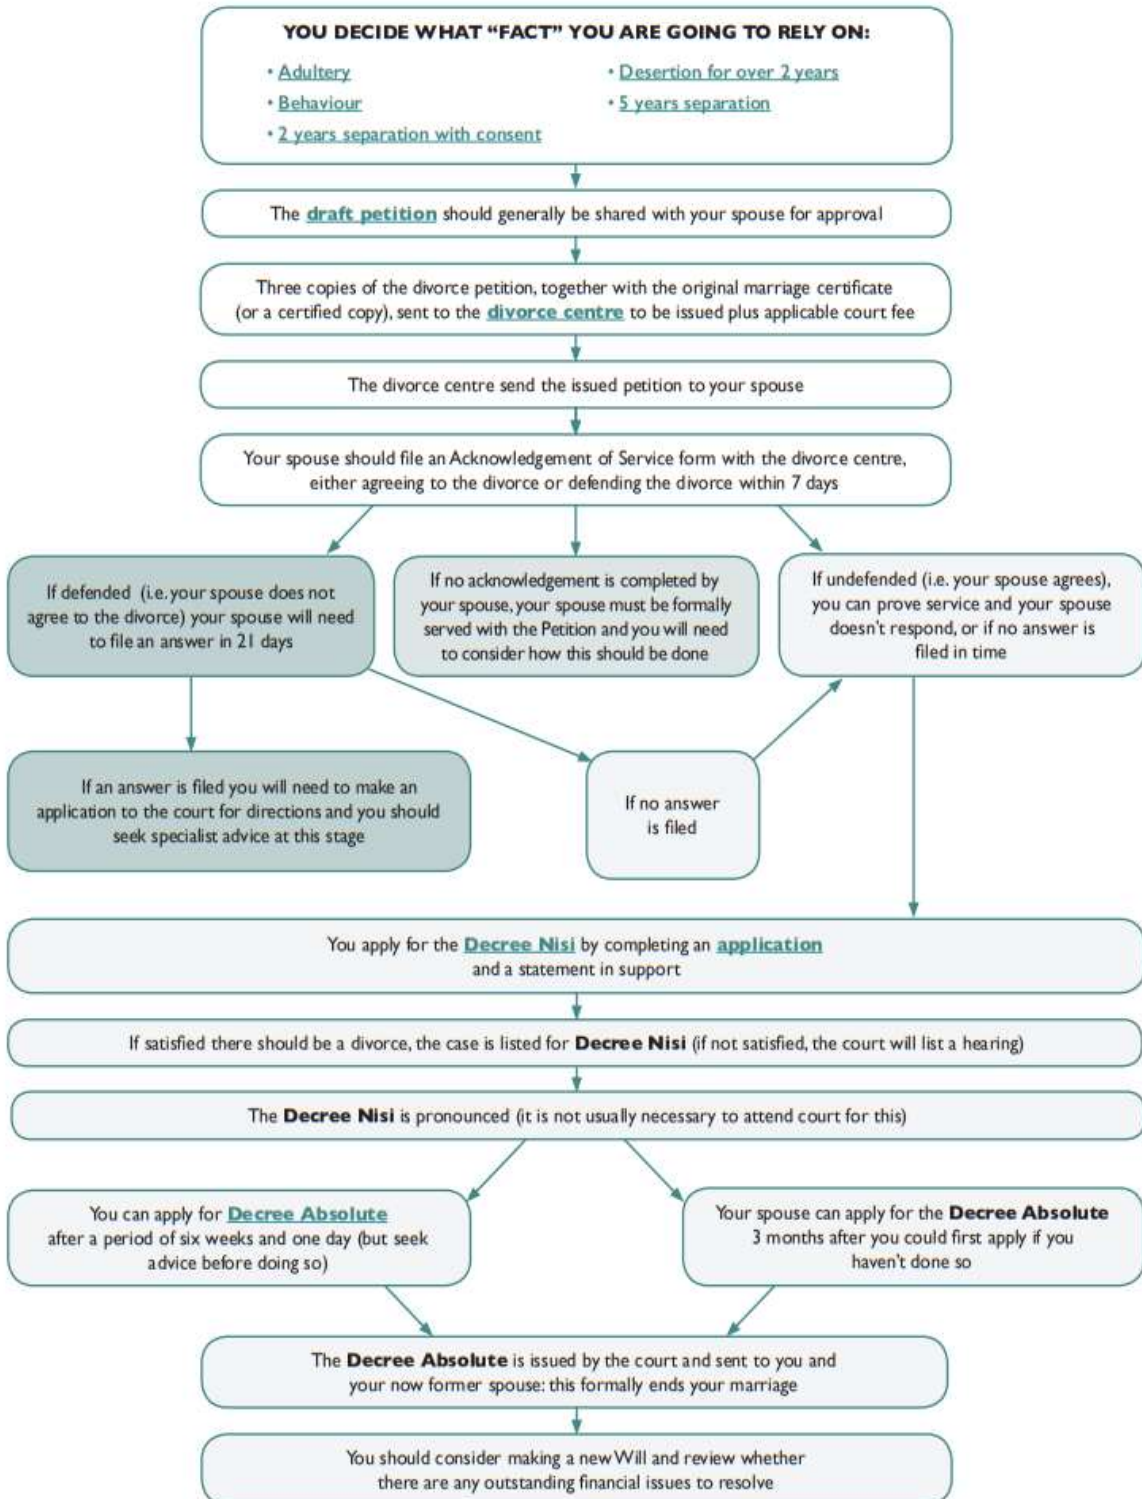 YOU DECIDE WHAT “FACT” YOU ARE GOING TO RELY ON:
• Adultery
• Behaviour
• 2 years separation with consent
• Desertion for over 2 years
• 5 years separation
The draft petition should generally be shared with your spouse for approval
Three copies of the divorce petition, together with the original marriage certificate
(or a certified copy), sent to the divorce centre to be issued plus applicable court fee
The divorce centre send the issued petition to your spouse
Your spouse should file an Acknowledgement of Service form with the divorce centre,
either agreeing to the divorce or defending the divorce within 7 days
If defended (i.e. your spouse does not
agree to the divorce) your spouse will need
to file an answer in 21 days
If no acknowledgement is completed by
your spouse, your spouse must be formally
served with the Petition and you will need
to consider how this should be done
If undefended (i.e. your spouse agrees),
you can prove service and your spouse
doesn't respond, or if no answer is
filed in time
If an answer is filed you will need to make an
application to the court for directions and you should
seek specialist advice at this stage
If no answer
is filed
You apply for the Decree Nisi by completing an application
and a statement in support
If satisfied there should be a divorce, the case is listed for Decree Nisi (if not satisfied, the court will list a hearing)
The Decree Nisi is pronounced (it is not usually necessary to attend court for this)
You can apply for Decree Absolute
after a period of six weeks and one day (but seek
advice before doing so)
Your spouse can apply for the Decree Absolute
3 months after you could first apply if you
haven't done so
The Decree Absolute is issued by the court and sent to you and
your now former spouse: this formally ends your marriage
You should consider making a new Will and review whether
there are any outstanding financial issues to resolve